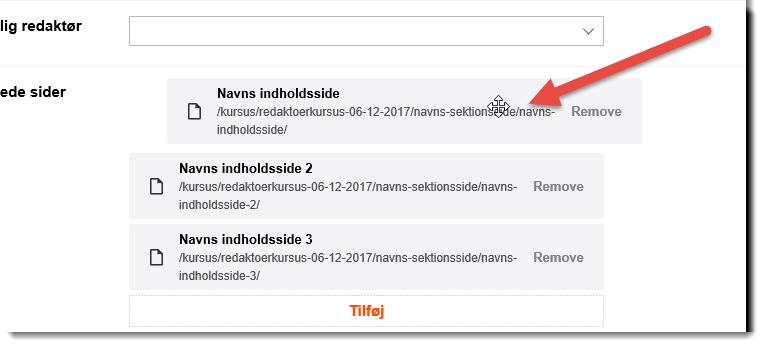 lig redaktør
ede sider
Navns indholdsside
/kursus/redaktoerkursus-06-12-2017/navns-sektionsside/navns-
indholdsside/
Remove
Navns indholdsside 2
/kursus/redaktoerkursus-06-12-2017/navns-sektionsside/navns-
indholdsside-2/
Remove
Navns indholdsside 3
/kursus/redaktoerkursus-06-12-2017/navns-sektionsside/navns-
indholdsside-3/
Remove
Tilføj